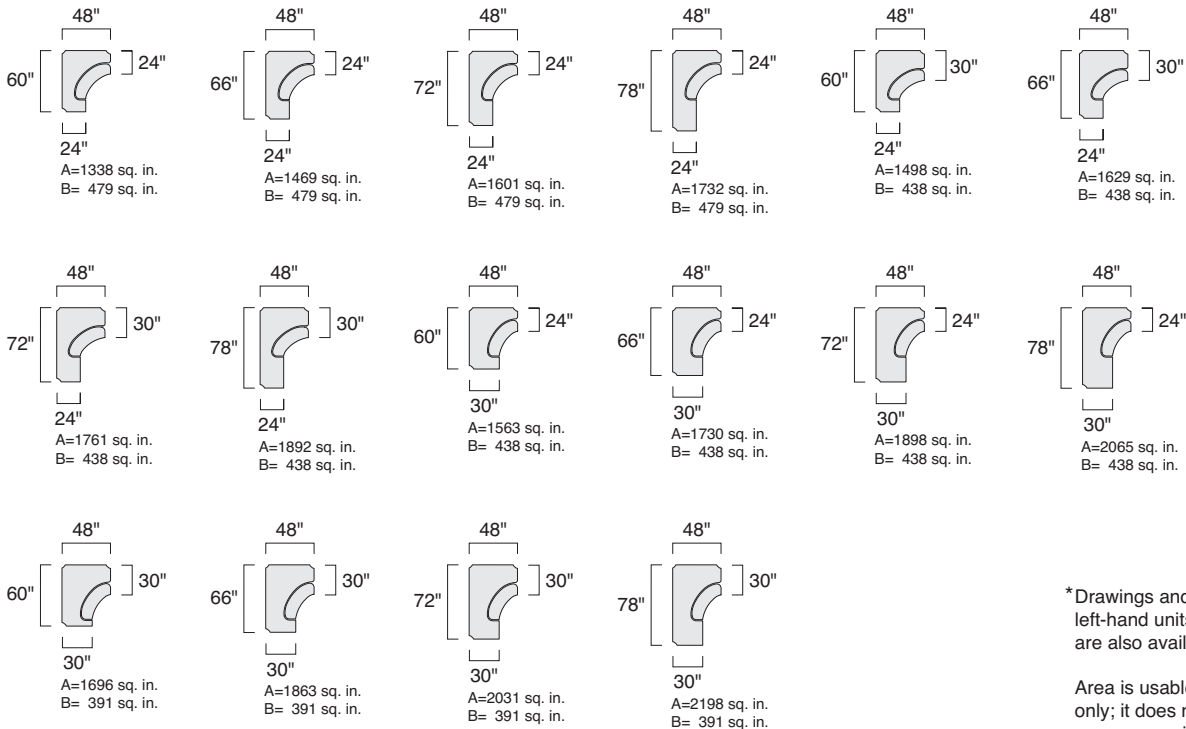 48" 48" 48" 48" 48" 48"
60" 24" 66" 24" 72" 24" 78" 24" 60" 30" 66" 30"
24" 24" 24" 24" 24" 24"
A=1338 sq. in. A=1469 sq. in. A=1601 sq. in. A=1732 sq. in. A=1498 sq. in. A=1629 sq. in.
B= 479 sq. in. B= 479 sq. in. B= 479 sq. in. B= 479 sq. in. B= 438 sq. in. B= 438 sq. in.
48" 48" 48" 48" 48" 48"
72" 30" 78" 30" 60" 24" 66" 24" 72" 24" 78" 24"
24" 24" 30" 30" 30" 30"
A=1761 sq. in. A=1892 sq. in. A=1563 sq. in. A=1730 sq. in. A=1898 sq. in. A=2065 sq. in.
B= 438 sq. in. B= 438 sq. in. B= 438 sq. in. B= 438 sq. in. B= 438 sq. in. B= 438 sq. in.
48" 48" 48" 48"
60" 30" 66" 30" 72" 30" 78" 30"
30" 30" 30" 30"
A=1696 sq. in. A=1863 sq. in. A=2031 sq. in. A=2198 sq. in.
B= 391 sq. in. B= 391 sq. in. B= 391 sq. in. B= 391 sq. in.
*Drawings and
left-hand units
are also avail
Area is usable
only; it does